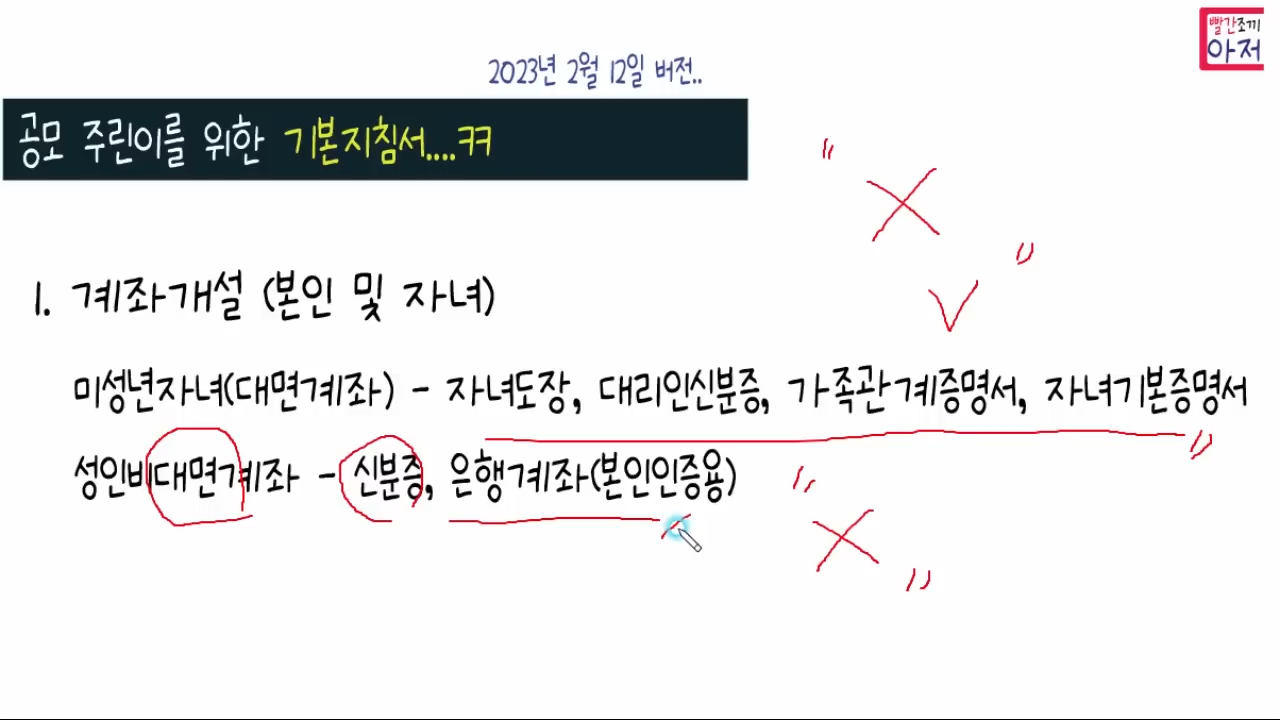 빨간조끼
아저
2023년 2월 12일 버전..
공모 주린이를 위한 기본지침서....ㅋㅋ
1. 계좌개설 (본인 및 자녀)
미성년자녀(대면계좌) - 자녀도장, 대리인신분증, 가족관계증명서, 자녀기본증명서
성인비대면계좌 - 신분증, 은행계좌(본인인증용)